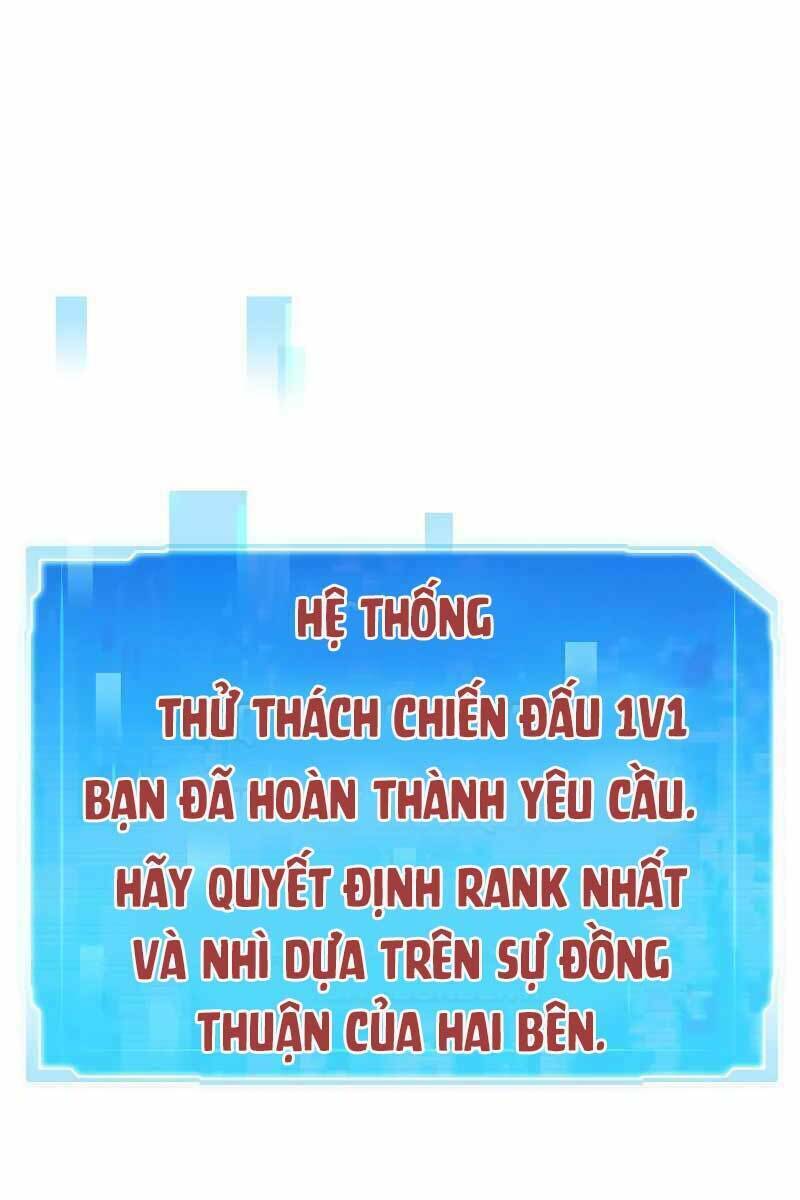 HỆ THỐNG
THỬ THÁCH CHIẾN ĐẤU 1V1
BẠN ĐÃ HOÀN THÀNH YÊU CẦU.
HÃY QUYẾT ĐỊNH RANK NHẤT
VÀ NHÌ DỰA TRÊN SỰ ĐỒNG
THUẬN CỦA HAI BÊN.